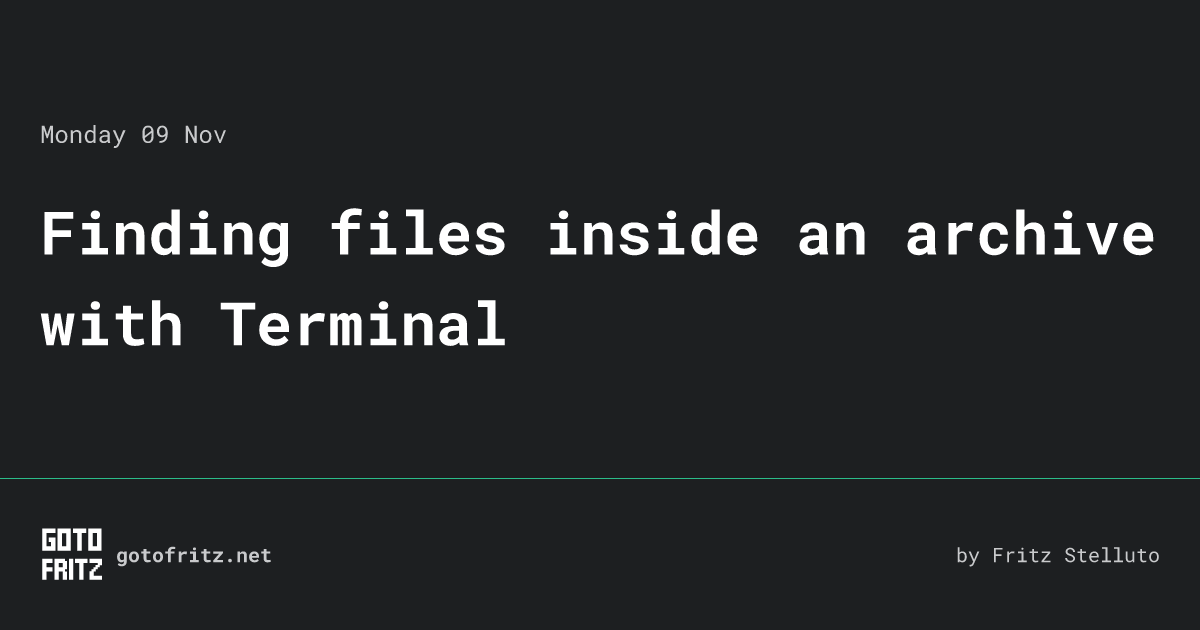 Monday 09 Nov
Finding files inside an archive
with Terminal
GOTO
FRITZ
gotofritz.net
by Fritz Stelluto